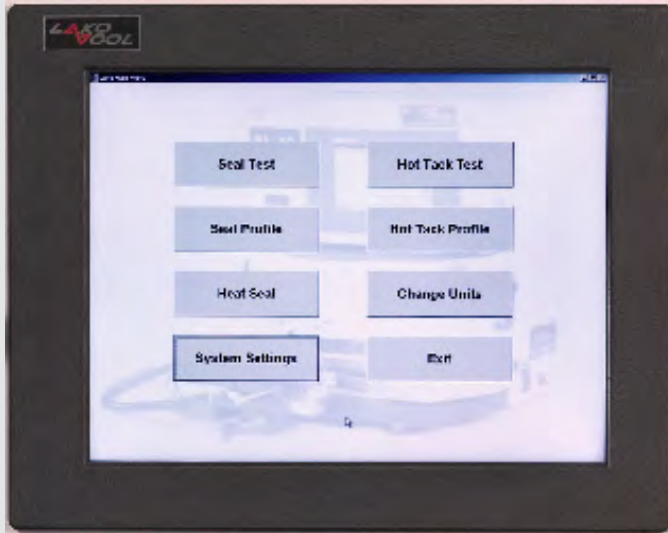 LAKO
TOOL
Seal Test
Hot Tack Test
Seal Profile
Hot Tack Profile
Heat Seal
Change Units
System Settings
Exit